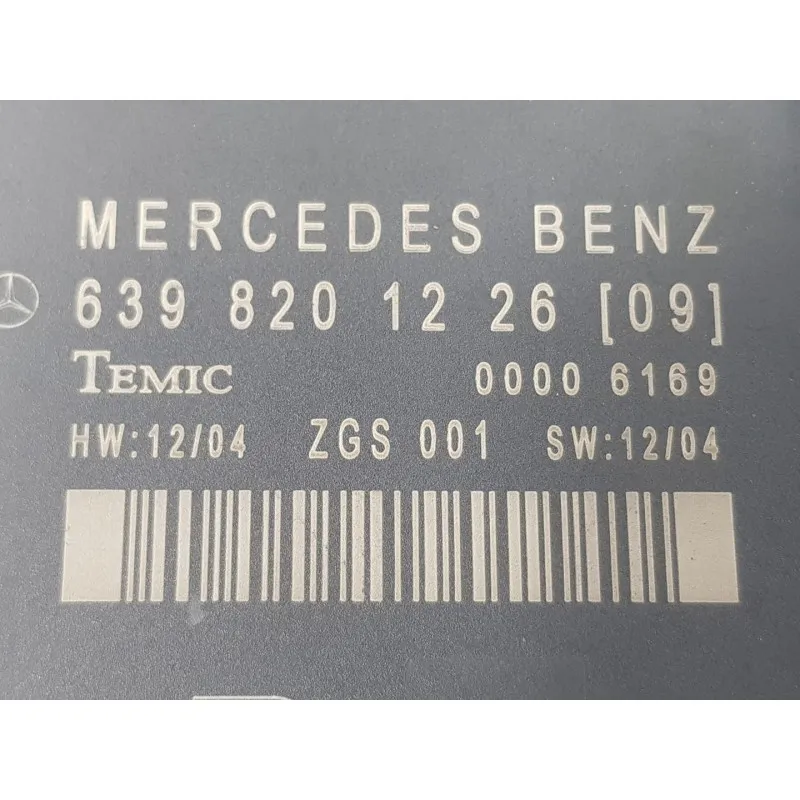 MERCEDES BENZ
639 820 12 26 [09]
TEMIC 0000 6169
HW:12/04 ZGS 001 SW:12/04